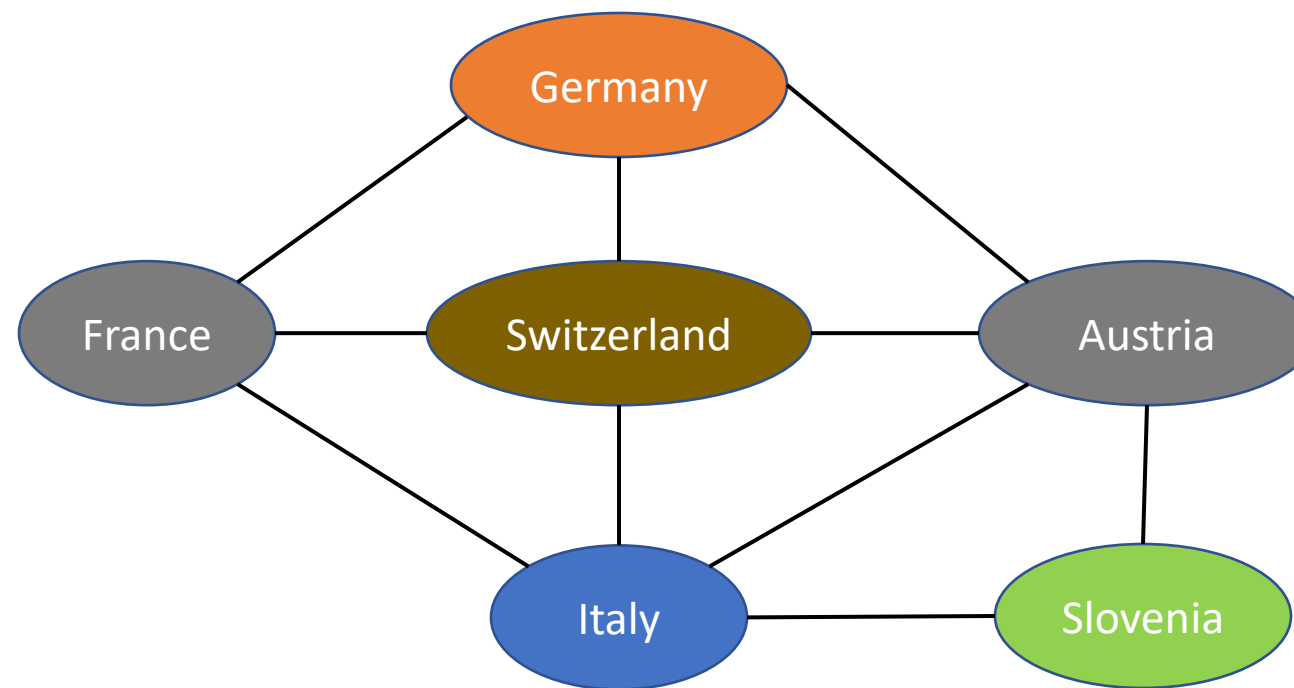 Germany
France
Switzerland
Austria
Italy
Slovenia